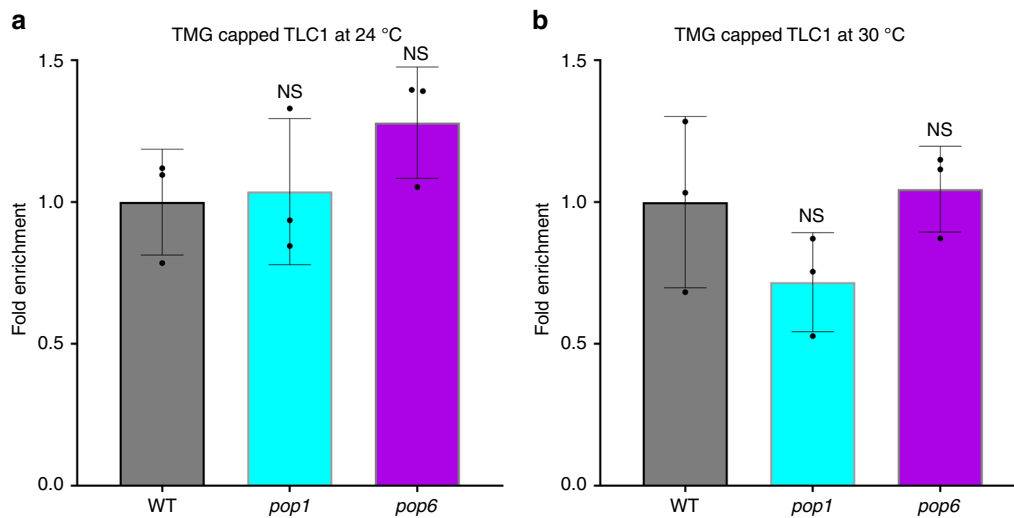 a
TMG capped TLC1 at 24 °C
Fold enrichment
1.5
1.0
0.5
0.0
NS
NS
WT
pop1
pop6
b
TMG capped TLC1 at 30 °C
Fold enrichment
1.5
1.0
0.5
0.0
NS
NS
WT
pop1
pop6